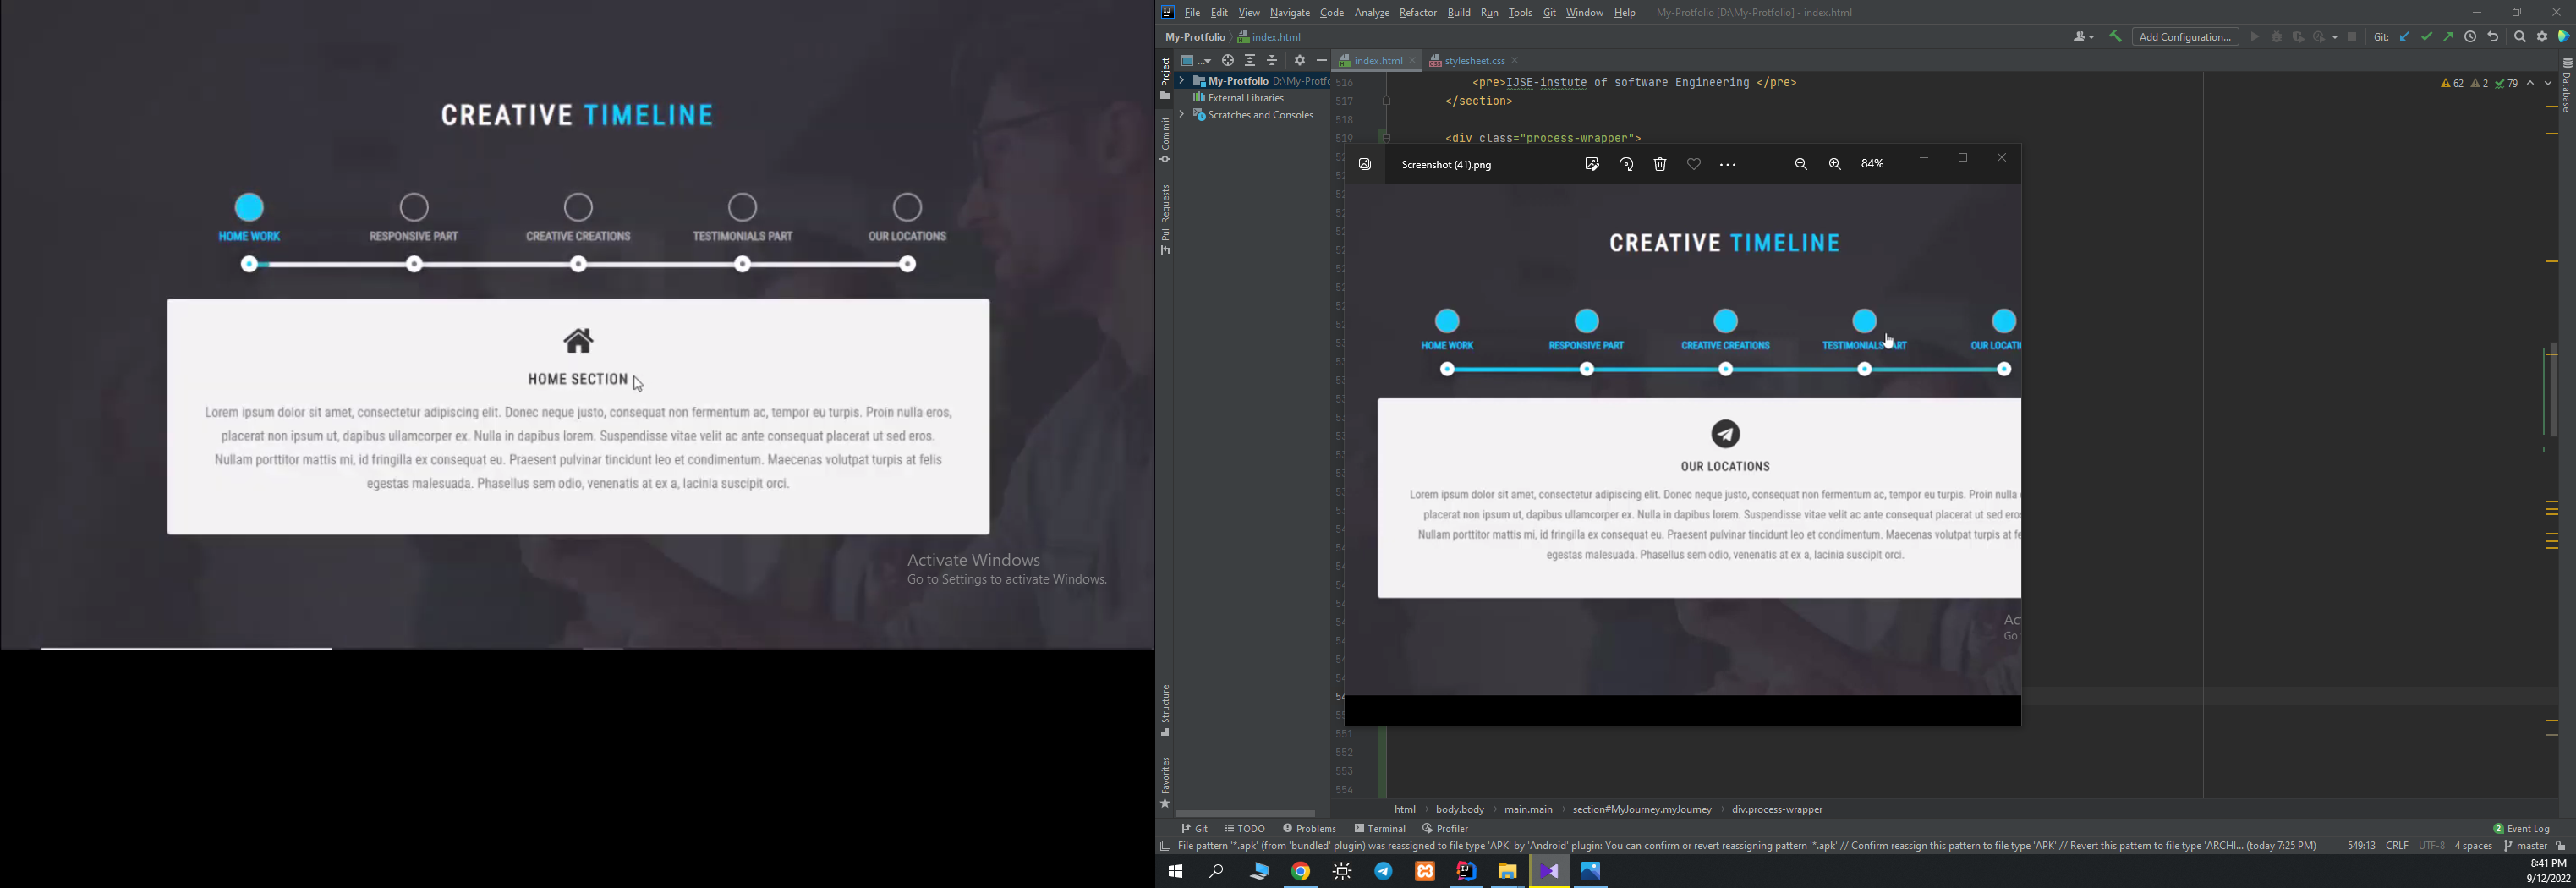 CREATIVE TIMELINE
HOME WORK RESPONSIVE PART CREATIVE CREATIONS TESTIMONIALS PART OUR LOCATIONS
HOME SECTION
Lorem ipsum dolor sit amet, consectetur adipiscing elit. Donec neque justo, consequat non fermentum ac, tempor eu turpis. Proin nulla eros,
placerat non ipsum ut, dapibus ullamcorper ex. Nulla in dapibus lorem. Suspendisse vitae velit ac ante consequat placerat ut sed eros.
Nullam porttitor mattis mi, id fringilla ex consequat eu. Praesent pulvinar tincidunt leo et condimentum. Maecenas volutpat turpis at felis
egestas malesuada. Phasellus sem odio, venenatis at ex a, lacinia suscipit orci.
Activate Windows
Go to Settings to activate Windows.
File Edit View Navigate Code Analyze Refactor Build Run Tools Git Window Help My-Protfolio [D:\My-Protfolio] - index.html
My-Protfolio index.html Add Configuration... Git:
Project ... index.html stylesheet.css
My-Protfolio D:\My-Protfo
External Libraries
Scratches and Consoles
Commit
Pull Requests
Structure
Favorites
Database
62 2 79
516 <pre>IJSE-instute of software Engineering </pre>
517 </section>
518
519 <div class="process-wrapper">
Screenshot (41).png 84%
CREATIVE TIMELINE
HOME WORK RESPONSIVE PART CREATIVE CREATIONS TESTIMONIALS PART OUR LOCATI
OUR LOCATIONS
Lorem ipsum dolor sit amet, consectetur adipiscing elit. Donec neque justo, consequat non fermentum ac, tempor eu turpis. Proin nulla
placerat non ipsum ut, dapibus ullamcorper ex. Nulla in dapibus lorem. Suspendisse vitae velit ac ante consequat placerat ut sed eros
Nullam porttitor mattis mi, id fringilla ex consequat eu. Praesent pulvinar tincidunt leo et condimentum. Maecenas volutpat turpis at fe
egestas malesuada. Phasellus sem odio, venenatis at ex a, lacinia suscipit orci.
Ac
Go
551
552
553
554
html body.body main.main section#MyJourney.myJourney div.process-wrapper
Git TODO Problems Terminal Profiler 2 Event Log
File pattern '*.apk' (from 'bundled' plugin) was reassigned to file type 'APK' by 'Android' plugin: You can confirm or revert reassigning pattern '*.apk' // Confirm reassign this pattern to file type 'APK' // Revert this pattern to file type 'ARCHI... (today 7:25 PM) 549:13 CRLF UTF-8 4 spaces master
8:41 PM
9/12/2022